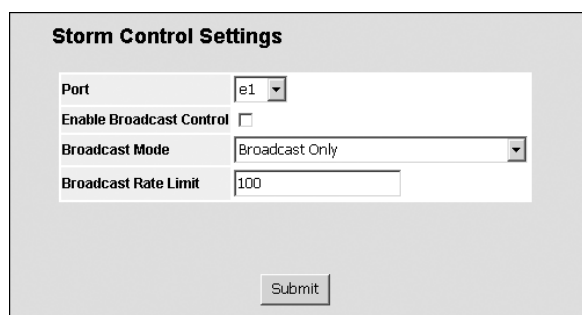 Storm Control Settings
Port e1
Enable Broadcast Control
Broadcast Mode Broadcast Only
Broadcast Rate Limit 100
Submit